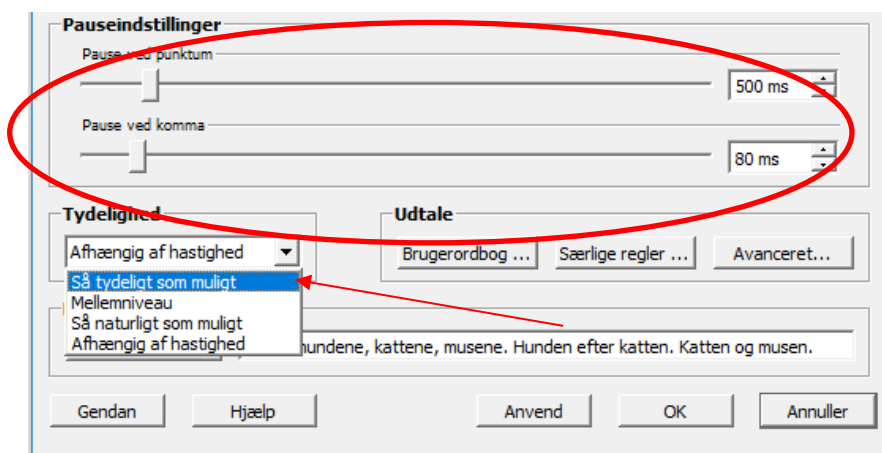 Pauseindstillinger
Pause ved punktum
500 ms
Pause ved komma
80 ms
Tydelighed
Udtale
Afhængig af hastighed
Brugerordbog ...
Særlige regler ...
Avanceret...
Så tydeligt som muligt
Mellemniveau
Så naturligt som muligt
Afhængig af hastighed
hundene, kattene, musene. Hunden efter katten. Katten og musen.
Gendan
Hjælp
Anvend
OK
Annuller